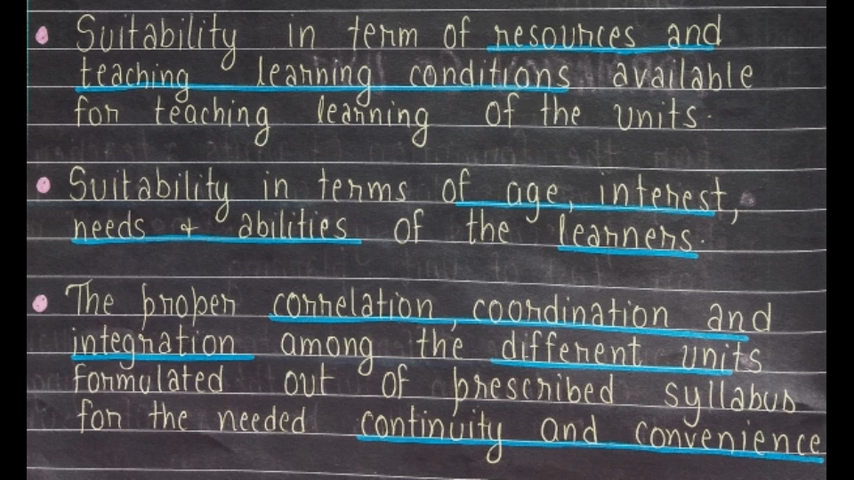 Suitability in term of resources and
teaching learning conditions available
for teaching learning of the units.
Suitability in terms of age, interest,
needs & abilities of the learners.
The proper correlation, coordination and
integration among the different units
formulated out of prescribed syllabus
for the needed continuity and convenience